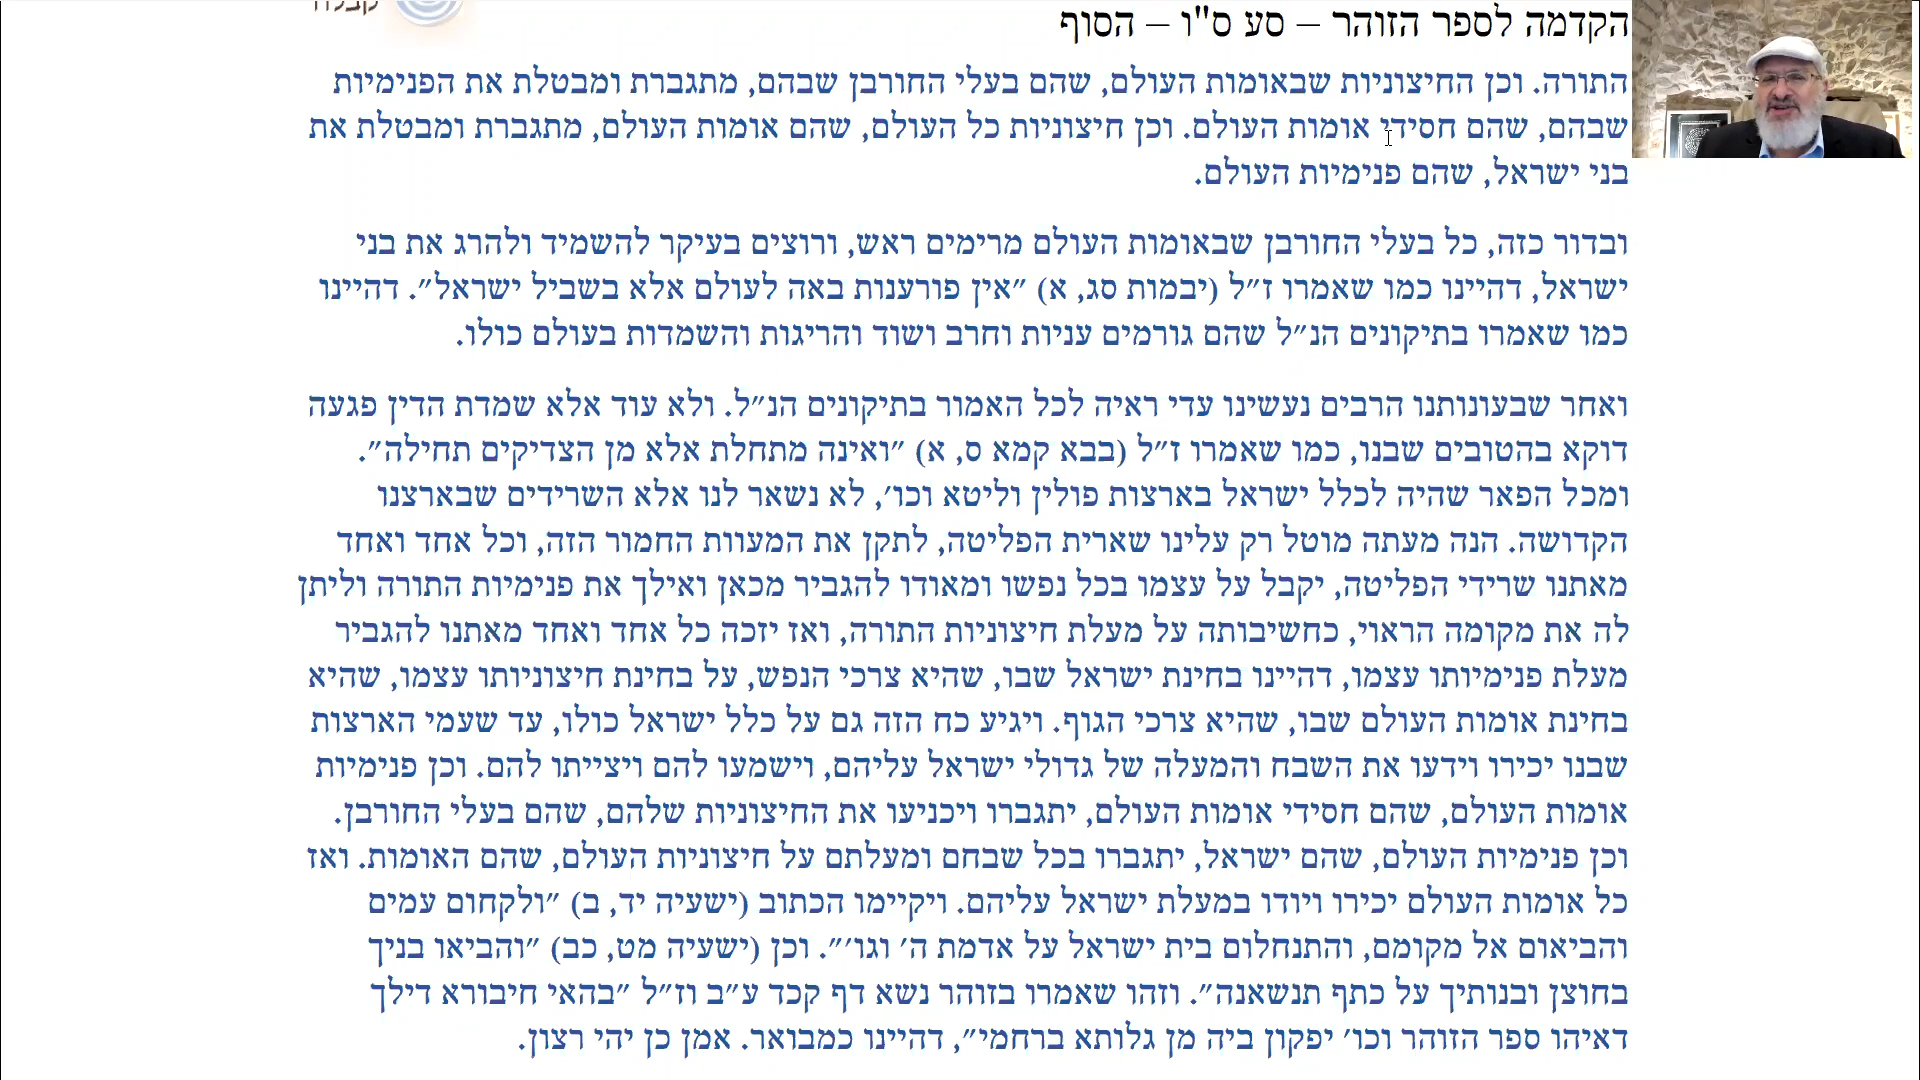 קבלה
הקדמה לספר הזוהר – סע ס"ו – הסוף
התורה. וכן החיצוניות שבאומות העולם, שהם בעלי החורבן שבהם, מתגברת ומבטלת את הפנימיות
שבהם, שהם חסידי אומות העולם. וכן חיצוניות כל העולם, שהם אומות העולם, מתגברת ומבטלת את
בני ישראל, שהם פנימיות העולם.
ובדור כזה, כל בעלי החורבן שבאומות העולם מרימים ראש, ורוצים בעיקר להשמיד ולהרג את בני
ישראל, דהיינו כמו שאמרו ז״ל (יבמות סג, א) ״אין פורענות באה לעולם אלא בשביל ישראל״. דהיינו
כמו שאמרו בתיקונים הנ״ל שהם גורמים עניות וחרב ושוד והריגות והשמדות בעולם כולו.
ואחר שבעונותנו הרבים נעשינו עדי ראיה לכל האמור בתיקונים הנ״ל. ולא עוד אלא שמדת הדין פגעה
דוקא בהטובים שבנו, כמו שאמרו ז״ל (בבא קמא ס, א) ״ואינה מתחלת אלא מן הצדיקים תחילה״.
ומכל הפאר שהיה לכלל ישראל בארצות פולין וליטא וכו׳, לא נשאר לנו אלא השרידים שבארצנו
הקדושה. הנה מעתה מוטל רק עלינו שארית הפליטה, לתקן את המעוות החמור הזה, וכל אחד ואחד
מאתנו שרידי הפליטה, יקבל על עצמו בכל נפשו ומאודו להגביר מכאן ואילך את פנימיות התורה וליתן
לה את מקומה הראוי, כחשיבותה על מעלת חיצוניות התורה, ואז יזכה כל אחד ואחד מאתנו להגביר
מעלת פנימיותו עצמו, דהיינו בחינת ישראל שבו, שהיא צרכי הנפש, על בחינת חיצוניותו עצמו, שהיא
בחינת אומות העולם שבו, שהיא צרכי הגוף. ויגיע כח הזה גם על כלל ישראל כולו, עד שעמי הארצות
שבנו יכירו וידעו את השבח והמעלה של גדולי ישראל עליהם, וישמעו להם ויצייתו להם. וכן פנימיות
אומות העולם, שהם חסידי אומות העולם, יתגברו ויכניעו את החיצוניות שלהם, שהם בעלי החורבן.
וכן פנימיות העולם, שהם ישראל, יתגברו בכל שבחם ומעלתם על חיצוניות העולם, שהם האומות. ואז
כל אומות העולם יכירו ויודו במעלת ישראל עליהם. ויקיימו הכתוב (ישעיה יד, ב) ״ולקחום עמים
והביאום אל מקומם, והתנחלום בית ישראל על אדמת ה׳ וגו׳״. וכן (ישעיה מט, כב) ״והביאו בניך
בחוצן ובנותיך על כתף תנשאנה״. וזהו שאמרו בזוהר נשא דף קכד ע״ב וז״ל ״בהאי חיבורא דילך
דאיהו ספר הזוהר וכו׳ יפקון ביה מן גלותא ברחמי״, דהיינו כמבואר. אמן כן יהי רצון.